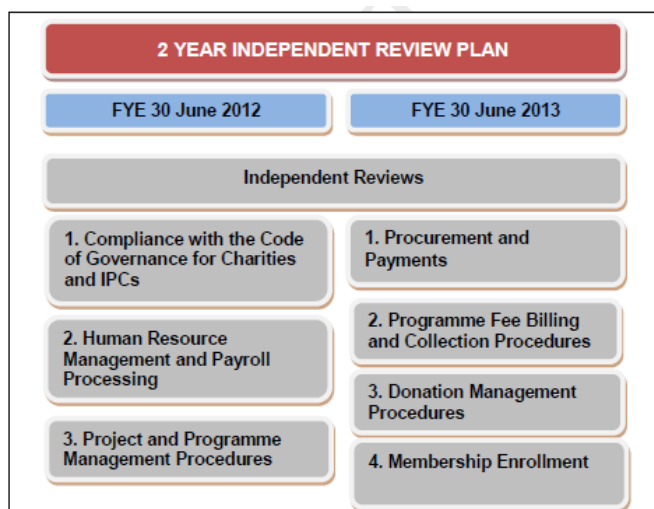 2 YEAR INDEPENDENT REVIEW PLAN
FYE 30 June 2012
FYE 30 June 2013
Independent Reviews
1. Compliance with the Code
of Governance for Charities
and IPCs
2. Human Resource
Management and Payroll
Processing
3. Project and Programme
Management Procedures
1. Procurement and
Payments
2. Programme Fee Billing
and Collection Procedures
3. Donation Management
Procedures
4. Membership Enrollment